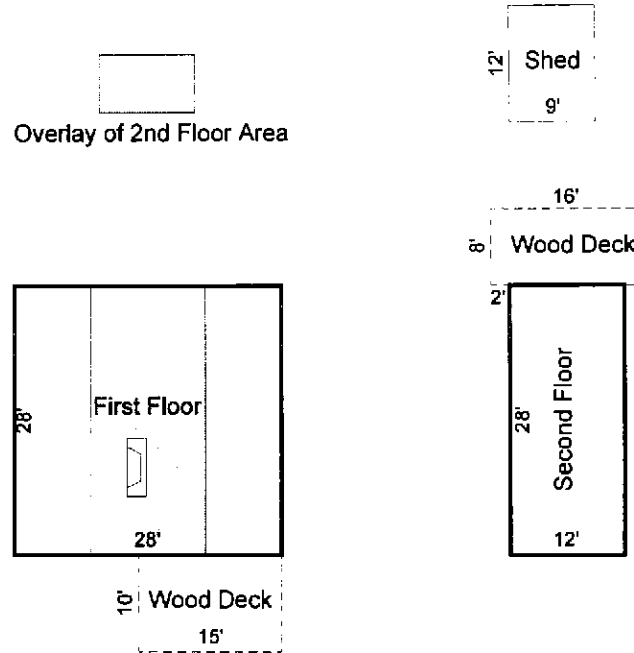 12'
Shed
9'
Overlay of 2nd Floor Area
16'
8'
Wood Deck
2'
28'
First Floor
28'
28'
Second Floor
12'
10'
Wood Deck
15'